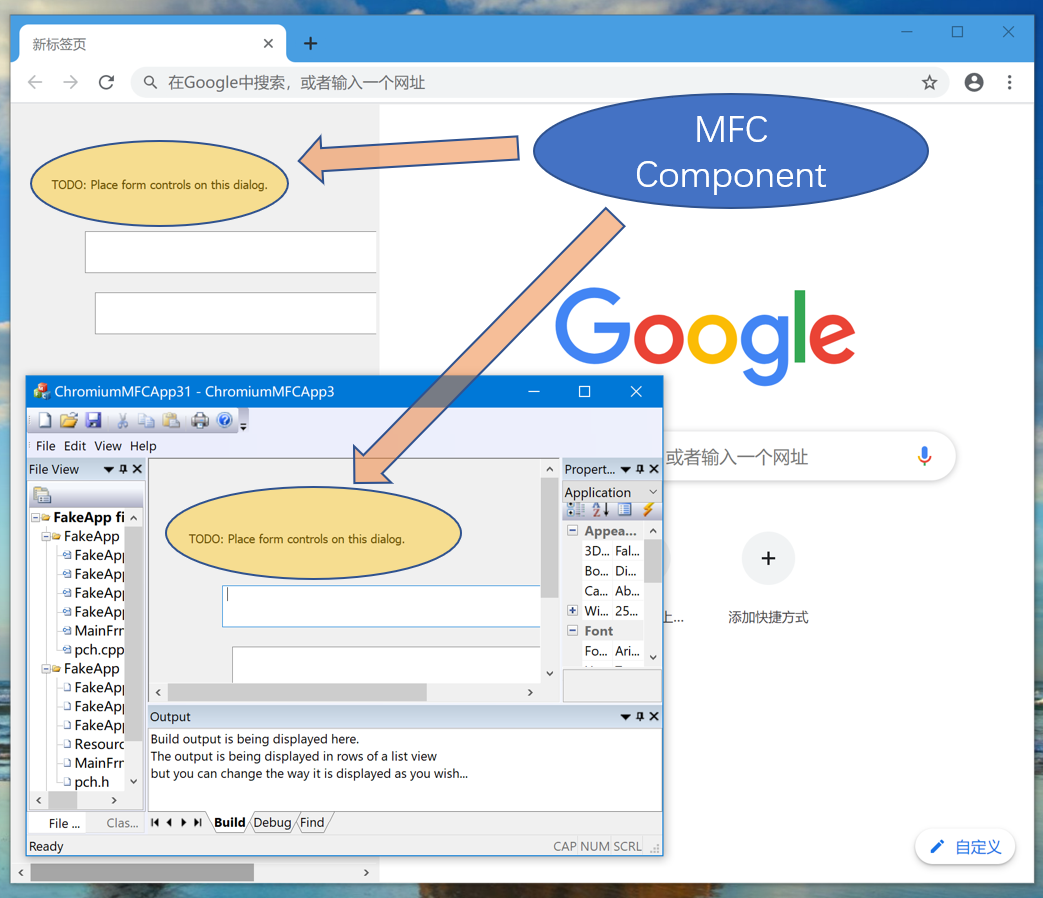 新标签页
在Google中搜索，或者输入一个网址
MFC
Component
TODO: Place form controls on this dialog.
Google
ChromiumMFCApp31 - ChromiumMFCApp3
File Edit View Help
File View
FakeApp fi
FakeApp
FakeApp
FakeApp
FakeApp
FakeApp
MainFrn
pch.cpp
FakeApp
FakeApp
FakeApp
FakeApp
Resourc
MainFrn
pch.h
File ... Clas...
TODO: Place form controls on this dialog.
Propert...
Application
Appea...
3D... Fal...
Bo... Di...
Ca... Ab...
Wi... 25...
Font
Fo... Ari...
Output
Build output is being displayed here.
The output is being displayed in rows of a list view
but you can change the way it is displayed as you wish...
Build Debug Find
Ready
CAP NUM SCRL
或者输入一个网址
上...
添加快捷方式
自定义